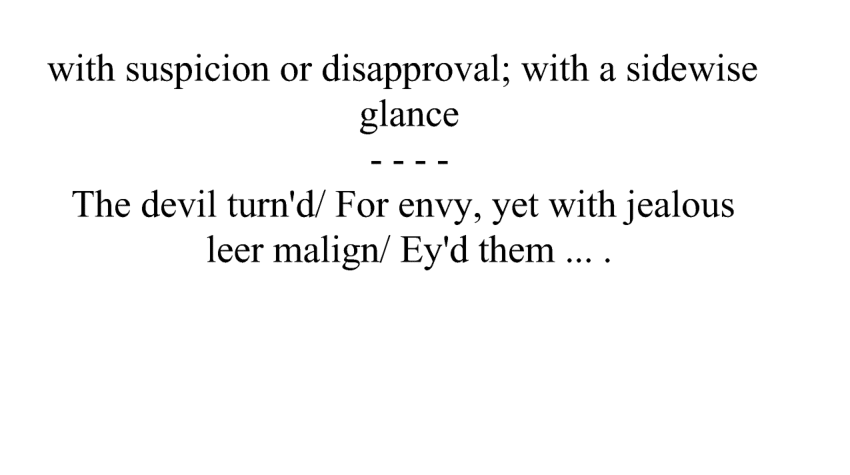 with suspicion or disapproval; with a sidewise
glance
- - - -
The devil turn'd/ For envy, yet with jealous
leer malign/ Ey'd them ... .